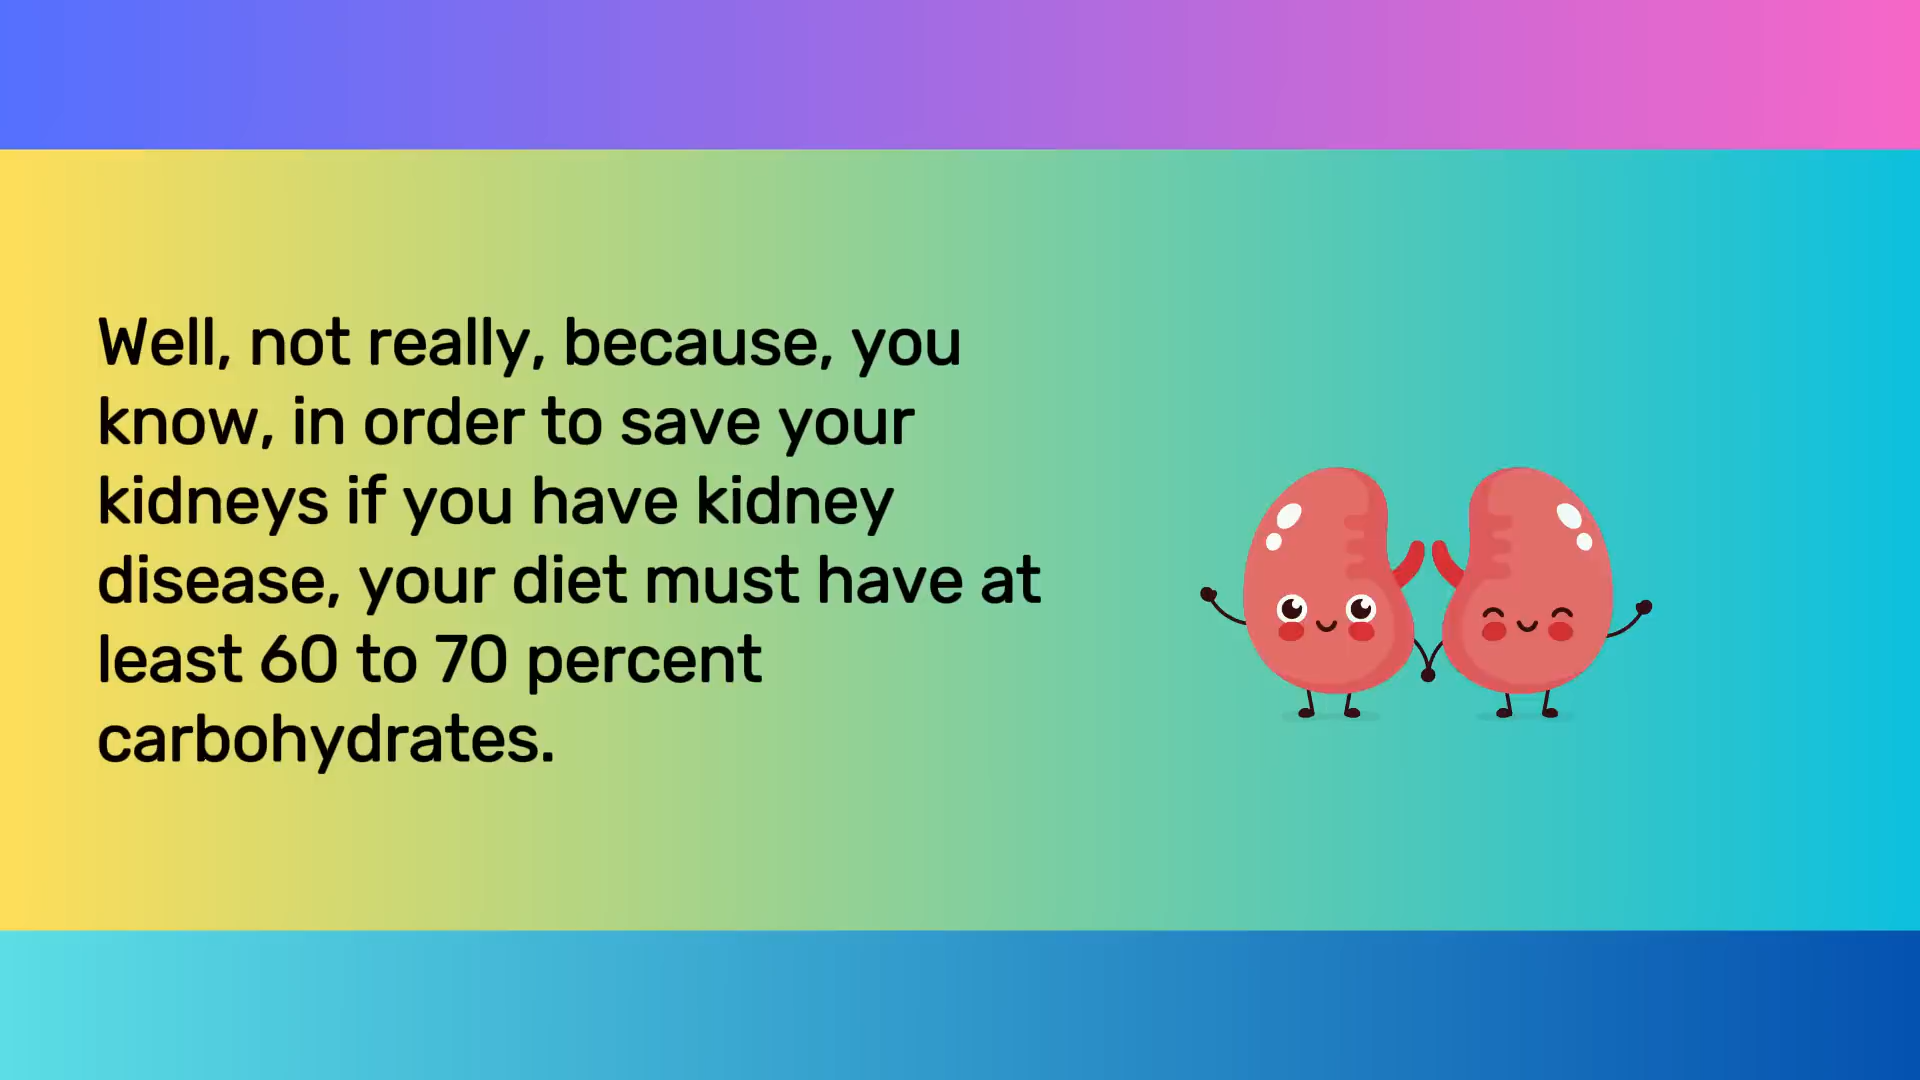 Well, not really, because, you
know, in order to save your
kidneys if you have kidney
disease, your diet must have at
least 60 to 70 percent
carbohydrates.